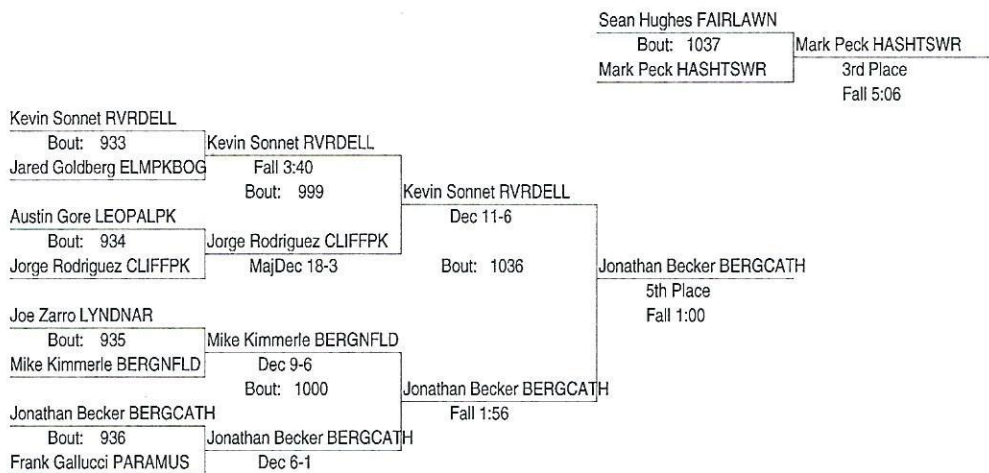 Sean Hughes FAIRLAWN
Bout: 1037
Mark Peck HASHTSWR
Mark Peck HASHTSWR
3rd Place
Fall 5:06
Kevin Sonnet RVRDELL
Bout: 933
Jared Goldberg ELMPKBOG
Kevin Sonnet RVRDELL
Fall 3:40
Bout: 999
Kevin Sonnet RVRDELL
Dec 11-6
Austin Gore LEOPALPK
Bout: 934
Jorge Rodriguez CLIFFPK
Jorge Rodriguez CLIFFPK
MajDec 18-3
Bout: 1036
Jonathan Becker BERGCATH
5th Place
Fall 1:00
Joe Zarro LYNDNAR
Bout: 935
Mike Kimmerle BERGNFLD
Mike Kimmerle BERGNFLD
Dec 9-6
Bout: 1000
Jonathan Becker BERGCATH
Fall 1:56
Jonathan Becker BERGCATH
Bout: 936
Frank Gallucci PARAMUS
Jonathan Becker BERGCATH
Dec 6-1